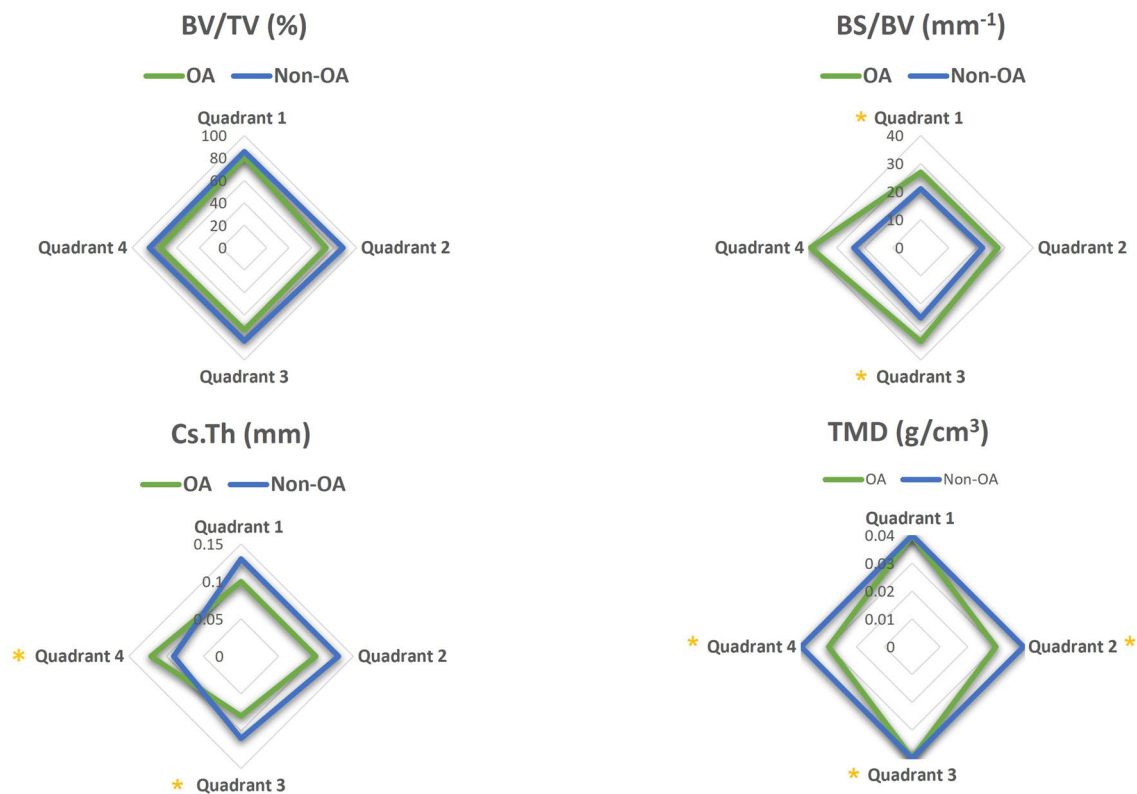 BV/TV (%)
OA Non-OA
Quadrant 1
100
80
60
40
20
0
Quadrant 4
Quadrant 2
Quadrant 3
BS/BV (mm⁻¹)
OA Non-OA
* Quadrant 1
40
30
20
10
0
Quadrant 4
Quadrant 2
* Quadrant 3
Cs.Th (mm)
OA Non-OA
Quadrant 1
0.15
0.1
0.05
0
* Quadrant 4
Quadrant 2
* Quadrant 3
TMD (g/cm³)
OA Non-OA
Quadrant 1
0.04
0.03
0.02
0.01
0
* Quadrant 4
Quadrant 2 *
* Quadrant 3